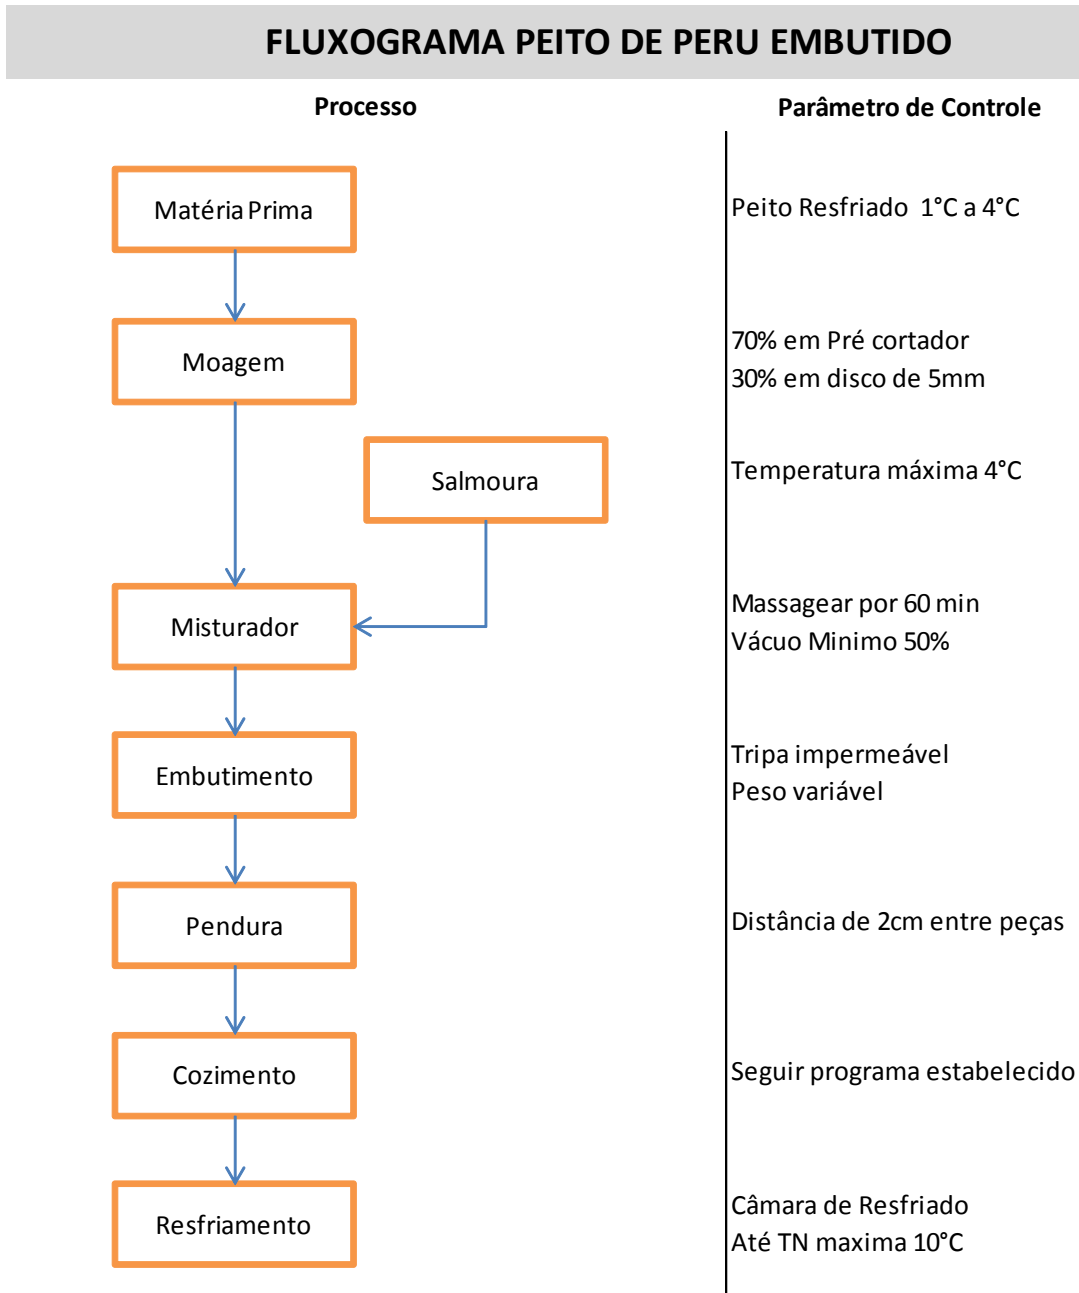 FLUXOGRAMA PEITO DE PERU EMBUTIDO
Processo
Parâmetro de Controle
Matéria Prima
Peito Resfriado 1°C a 4°C
Moagem
70% em Pré cortador
30% em disco de 5mm
Salmoura
Temperatura máxima 4°C
Misturador
Massagear por 60 min
Vácuo Minimo 50%
Embutimento
Tripa impermeável
Peso variável
Pendura
Distância de 2cm entre peças
Cozimento
Seguir programa estabelecido
Resfriamento
Câmara de Resfriado
Até TN maxima 10°C